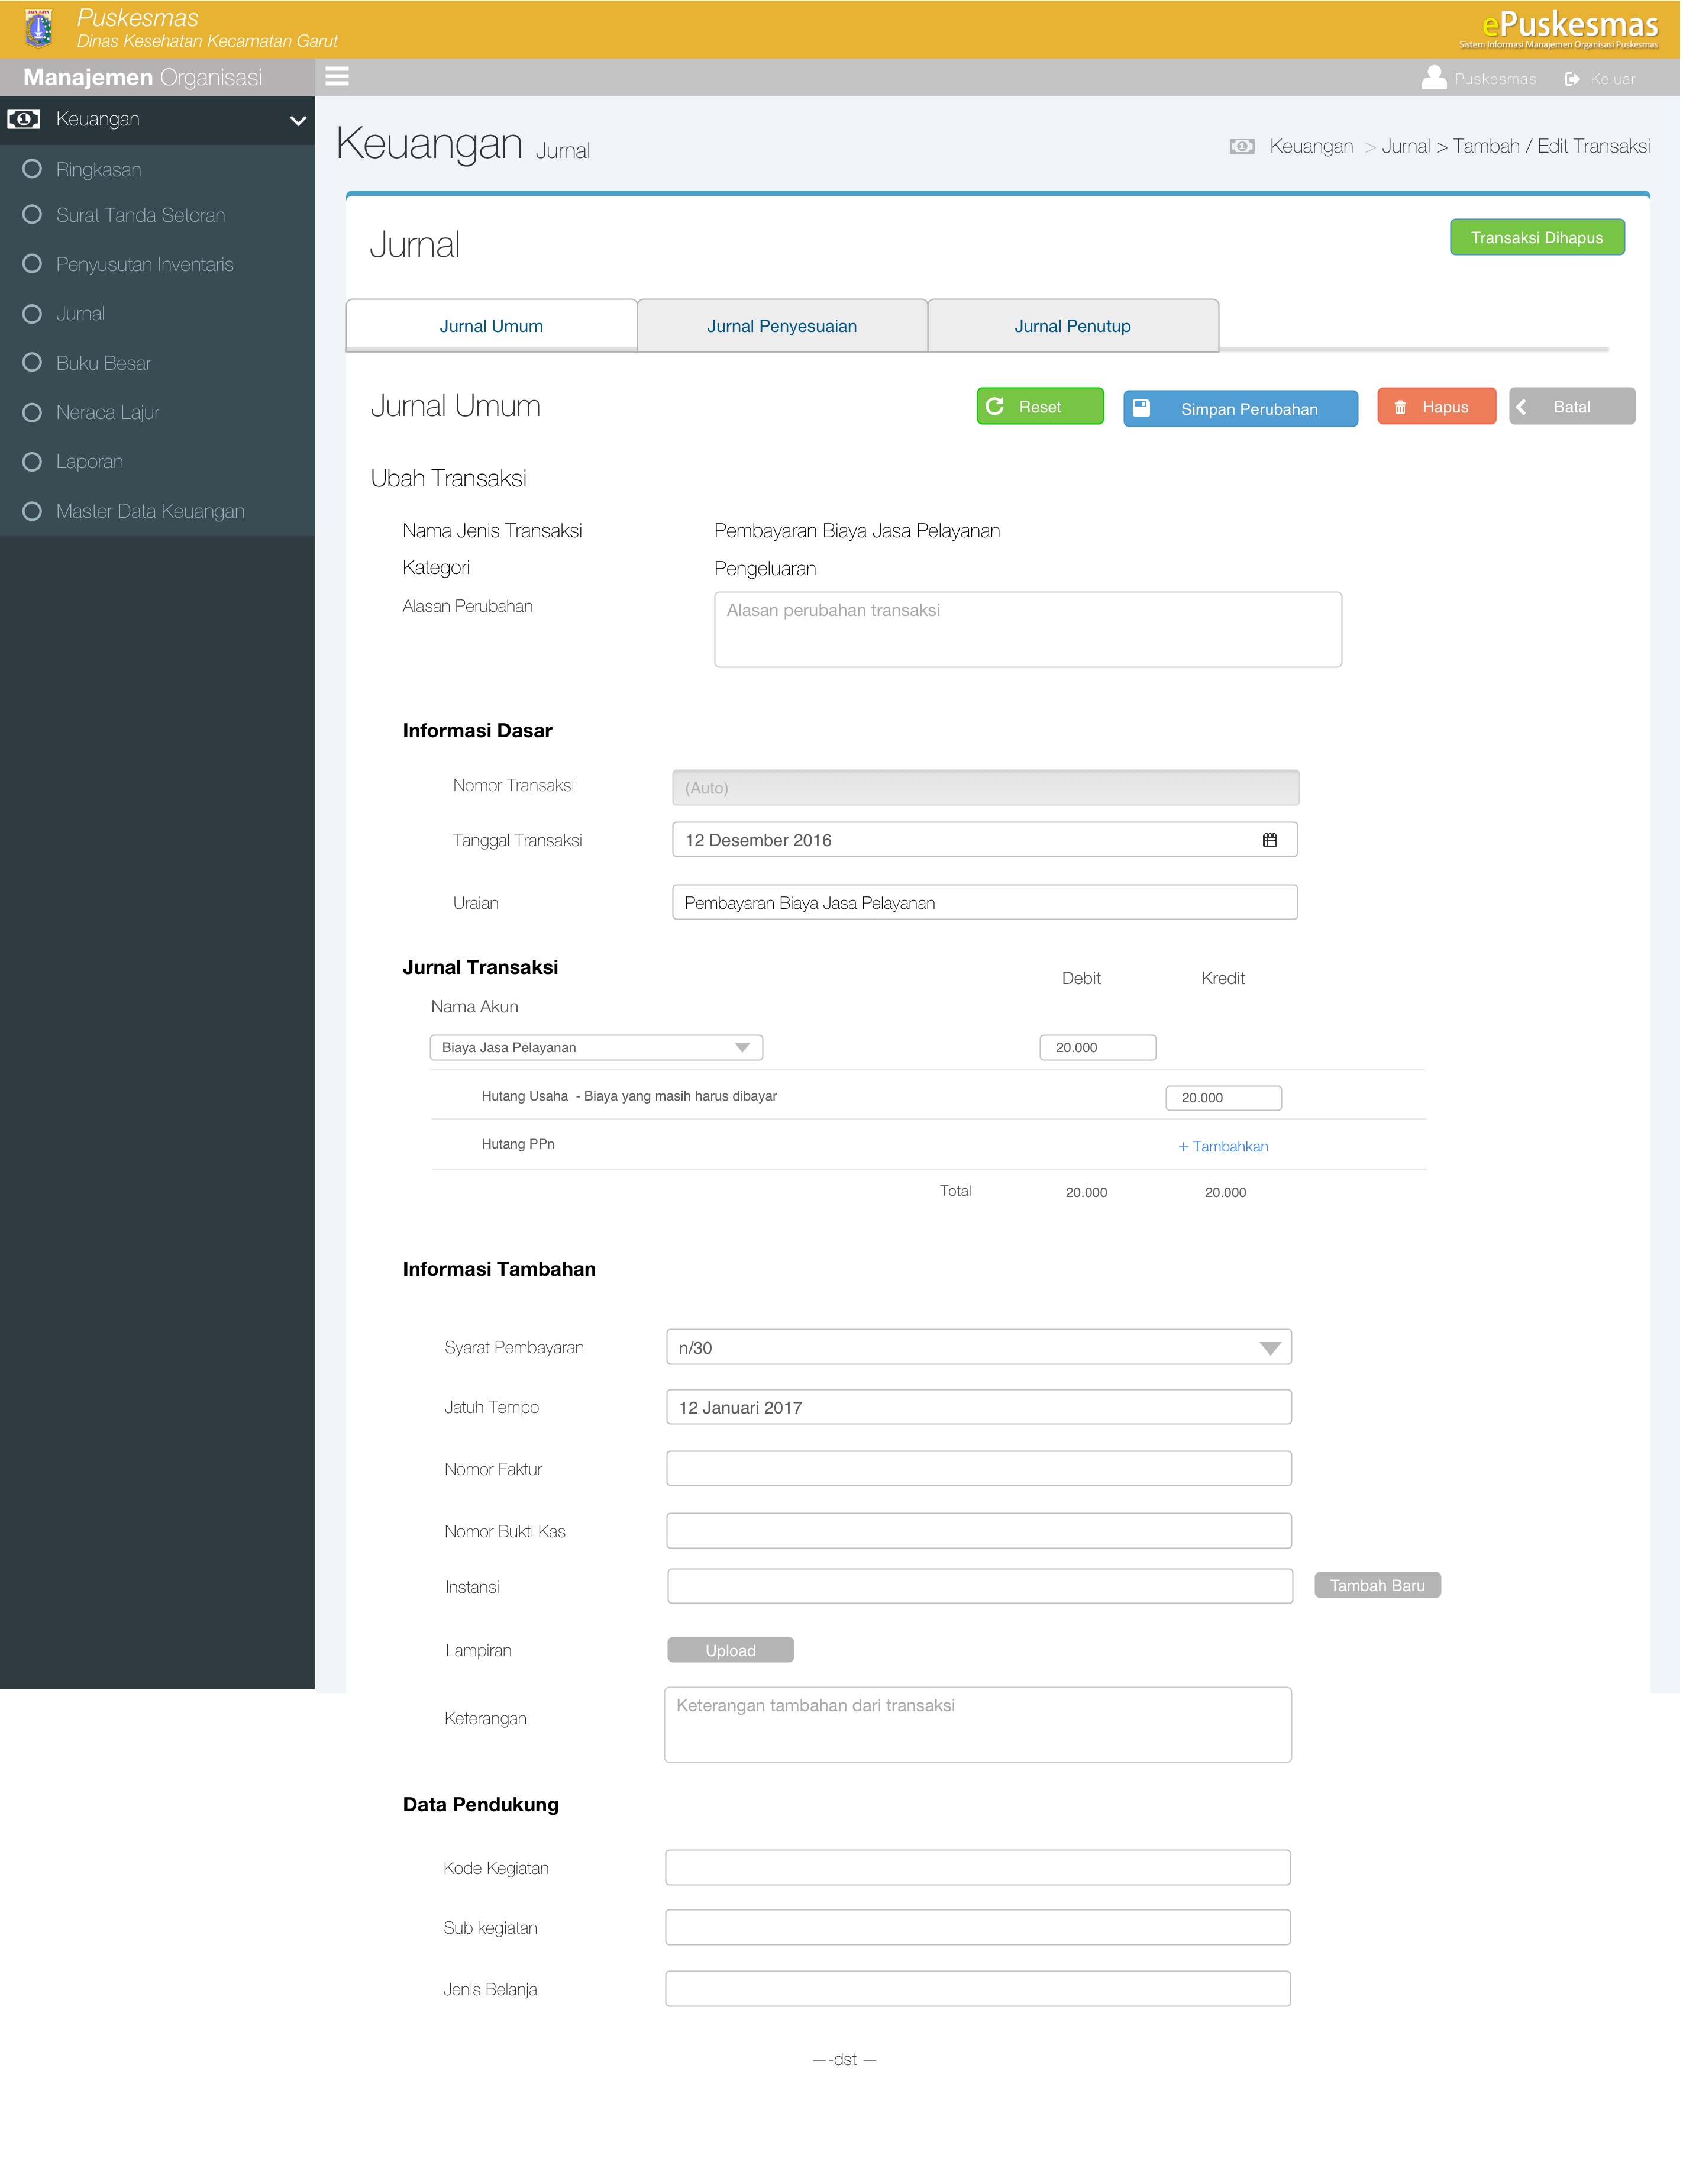 Puskesmas
Dinas Kesehatan Kecamatan Garut
ePuskesmas
Sistem Informasi Manajemen Organisasi Puskesmas
Manajemen Organisasi
Puskesmas
Keluar
Keuangan
Ringkasan
Surat Tanda Setoran
Penyusutan Inventaris
Jurnal
Buku Besar
Neraca Lajur
Laporan
Master Data Keuangan
Keuangan Jurnal
Keuangan > Jurnal > Tambah / Edit Transaksi
Jurnal
Transaksi Dihapus
Jurnal Umum
Jurnal Penyesuaian
Jurnal Penutup
Jurnal Umum
Reset
Simpan Perubahan
Hapus
Batal
Ubah Transaksi
Nama Jenis Transaksi
Pembayaran Biaya Jasa Pelayanan
Kategori
Pengeluaran
Alasan Perubahan
Alasan perubahan transaksi
Informasi Dasar
Nomor Transaksi
(Auto)
Tanggal Transaksi
12 Desember 2016
Uraian
Pembayaran Biaya Jasa Pelayanan
Jurnal Transaksi
Debit
Kredit
Nama Akun
Biaya Jasa Pelayanan
20.000
Hutang Usaha - Biaya yang masih harus dibayar
20.000
Hutang PPn
+ Tambahkan
Total
20.000
20.000
Informasi Tambahan
Syarat Pembayaran
n/30
Jatuh Tempo
12 Januari 2017
Nomor Faktur
Nomor Bukti Kas
Instansi
Tambah Baru
Lampiran
Upload
Keterangan
Keterangan tambahan dari transaksi
Data Pendukung
Kode Kegiatan
Sub kegiatan
Jenis Belanja
—-dst —